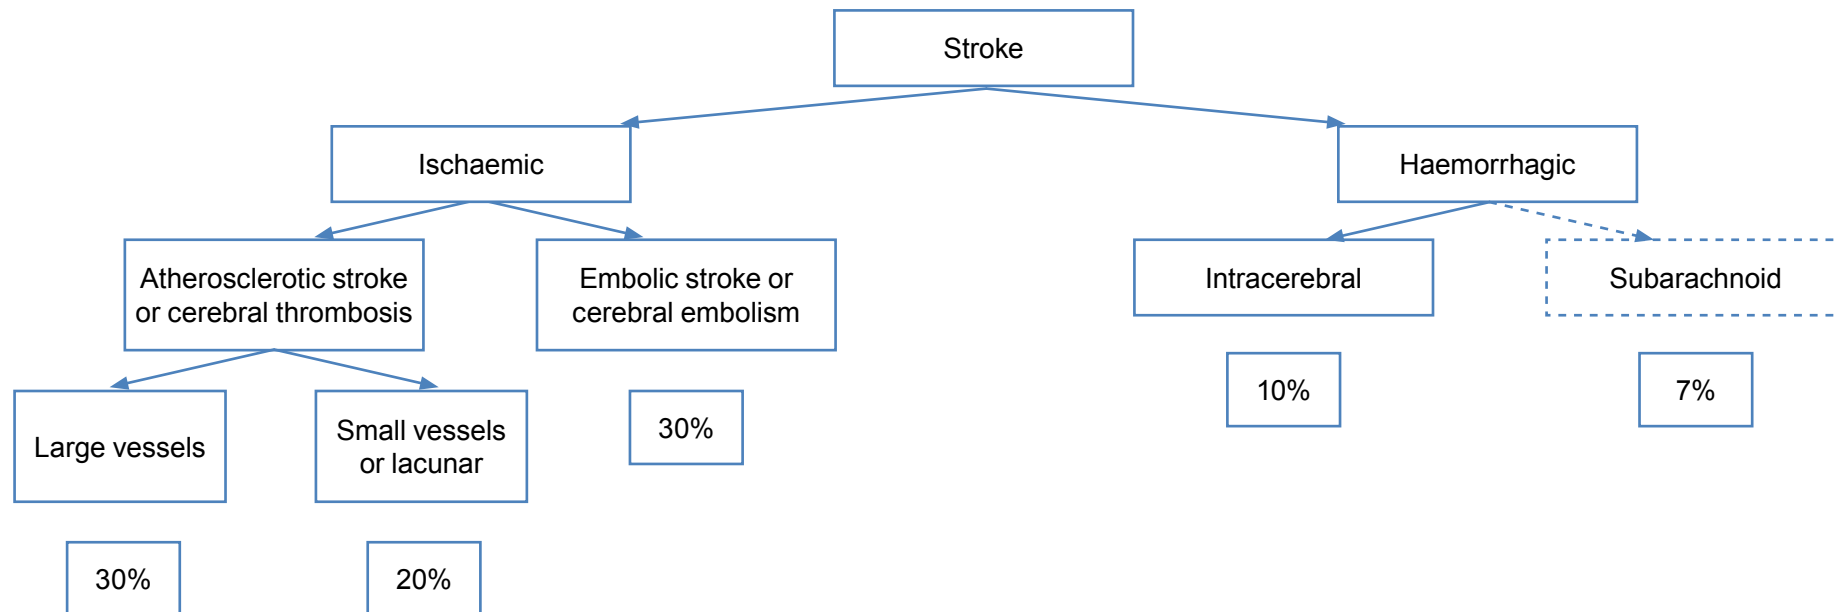 Stroke
Ischaemic
Haemorrhagic
Atherosclerotic stroke
or cerebral thrombosis
Embolic stroke or
cerebral embolism
Intracerebral
Subarachnoid
Large vessels
Small vessels
or lacunar
30%
10%
7%
30%
20%